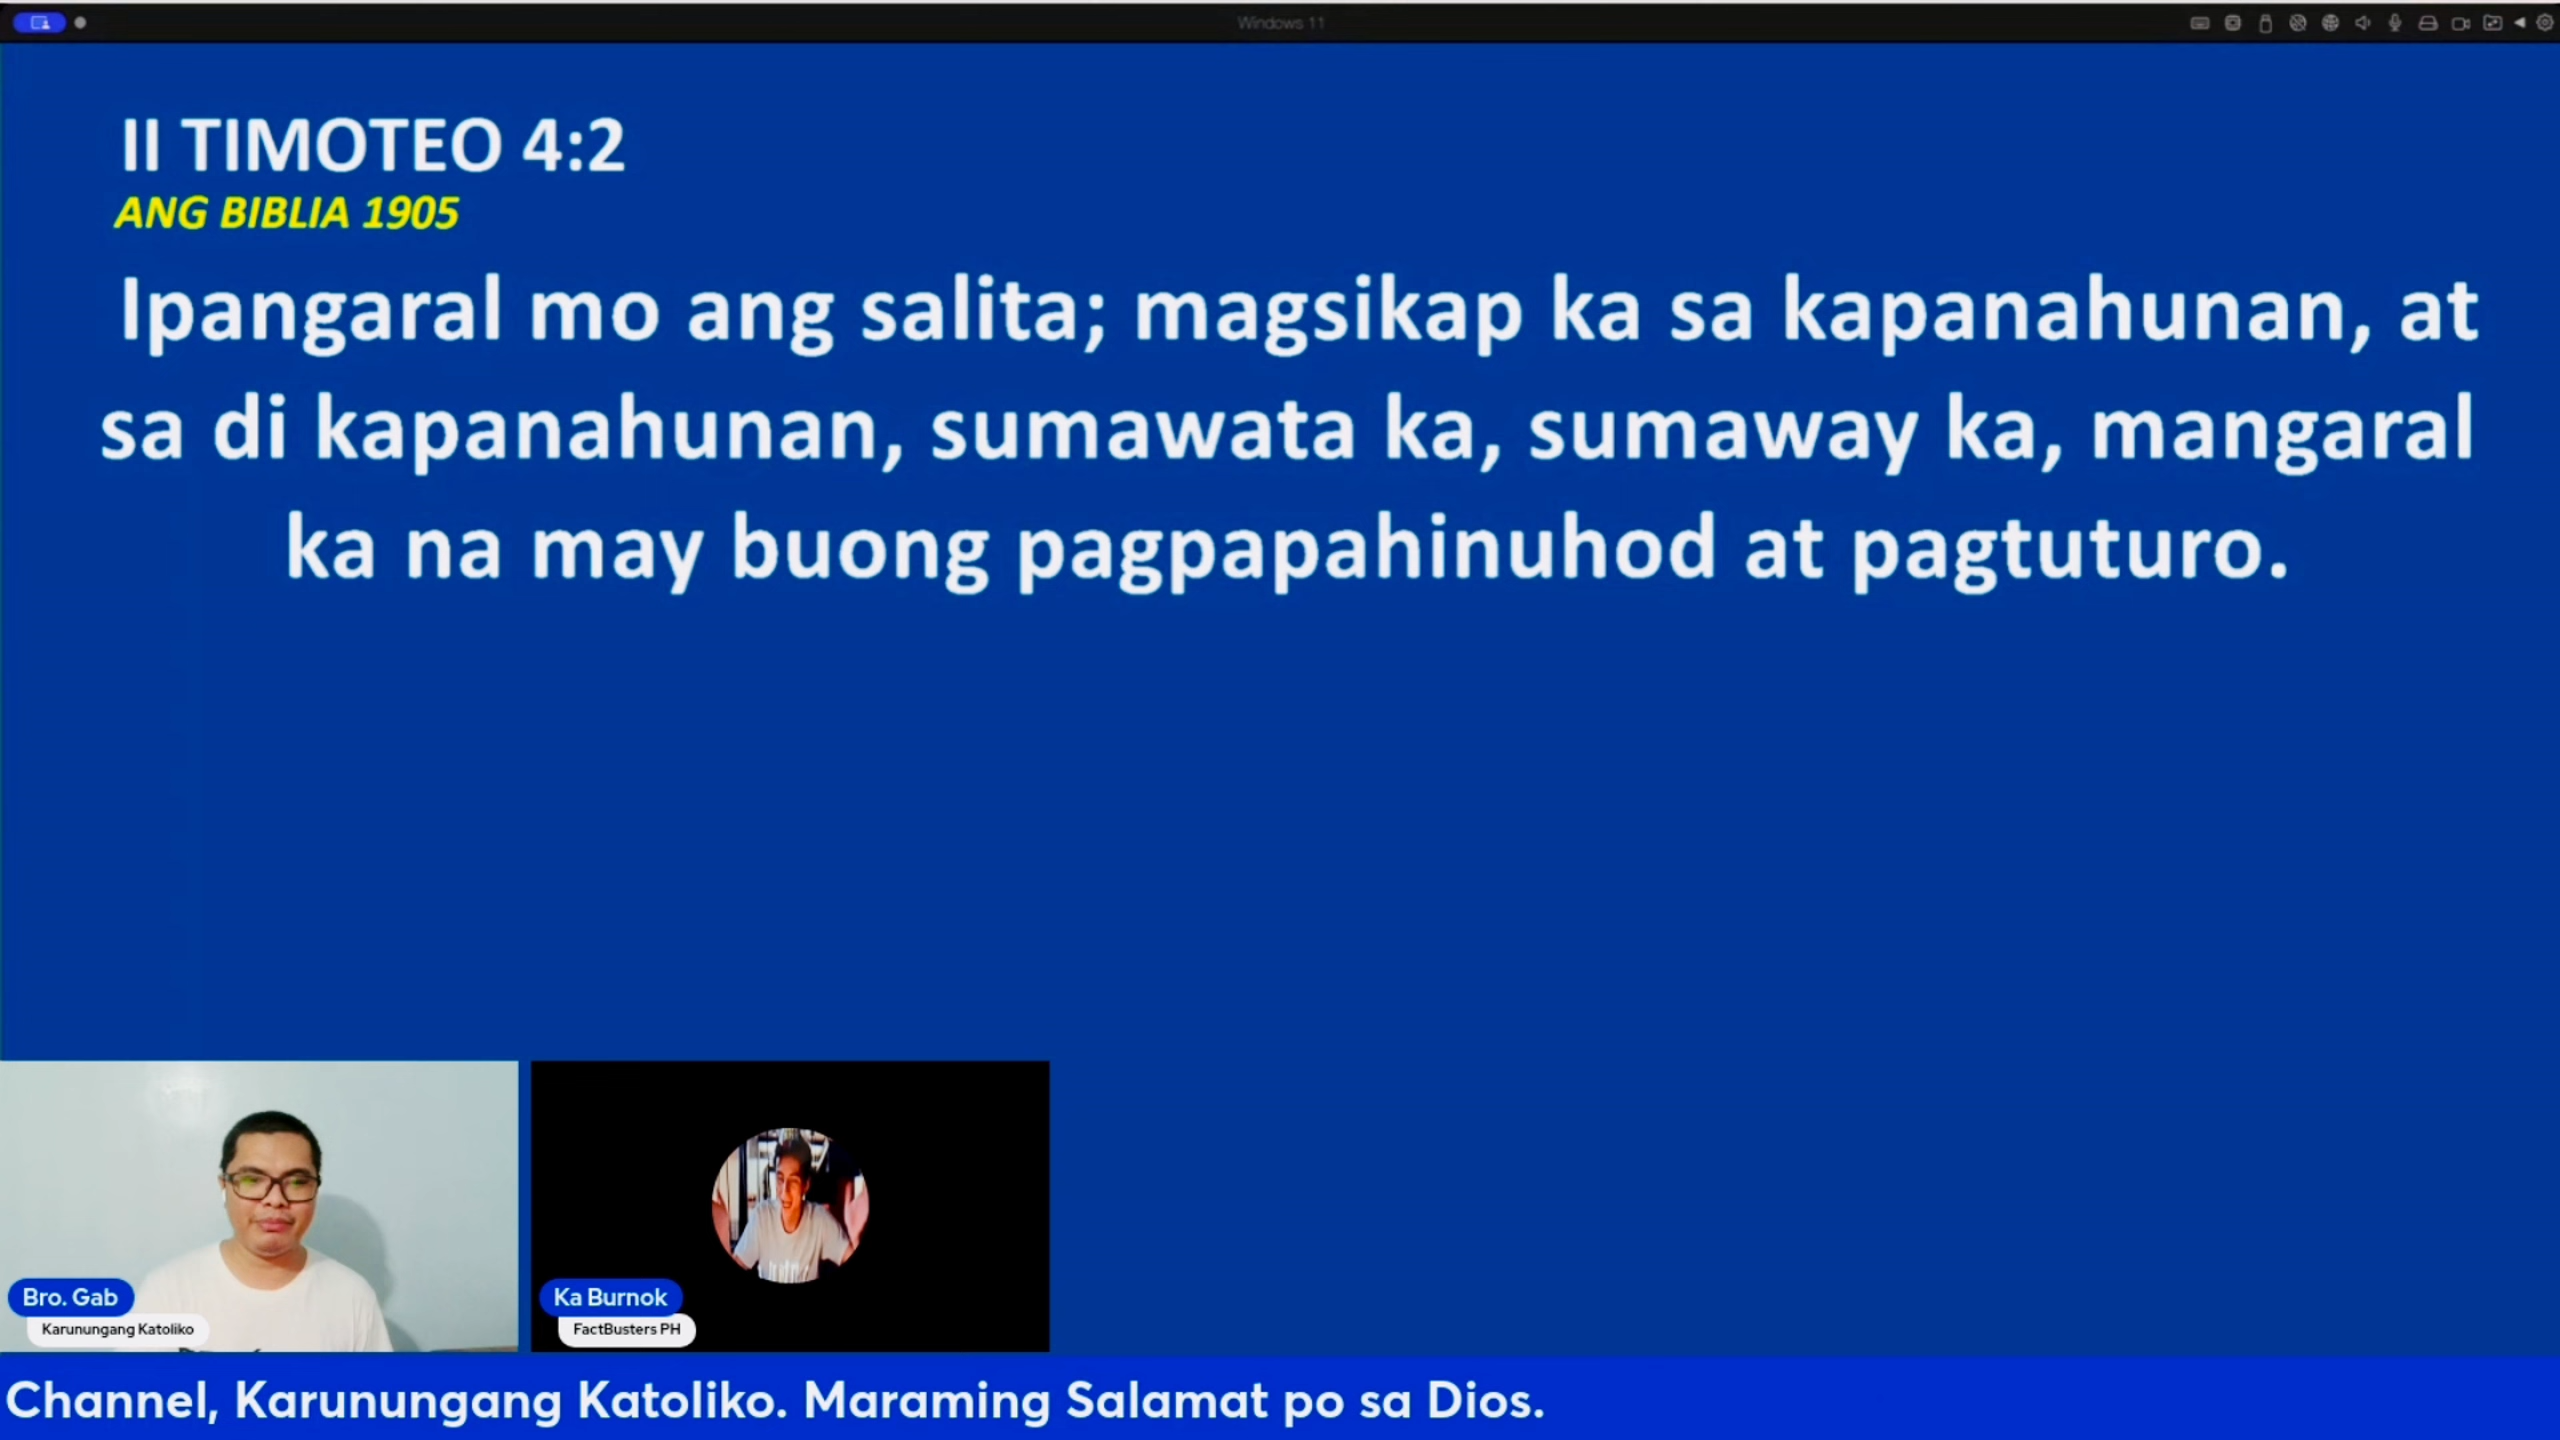 Windows 11
II TIMOTEO 4:2
ANG BIBLIA 1905
Ipangaral mo ang salita; magsikap ka sa kapanahunan, at
sa di kapanahunan, sumawata ka, sumaway ka, mangaral
ka na may buong pagpapahinuhod at pagtuturo.
Bro. Gab
Karunungang Katoliko
Ka Burnok
FactBusters PH
Channel, Karunungang Katoliko. Maraming Salamat po sa Dios.